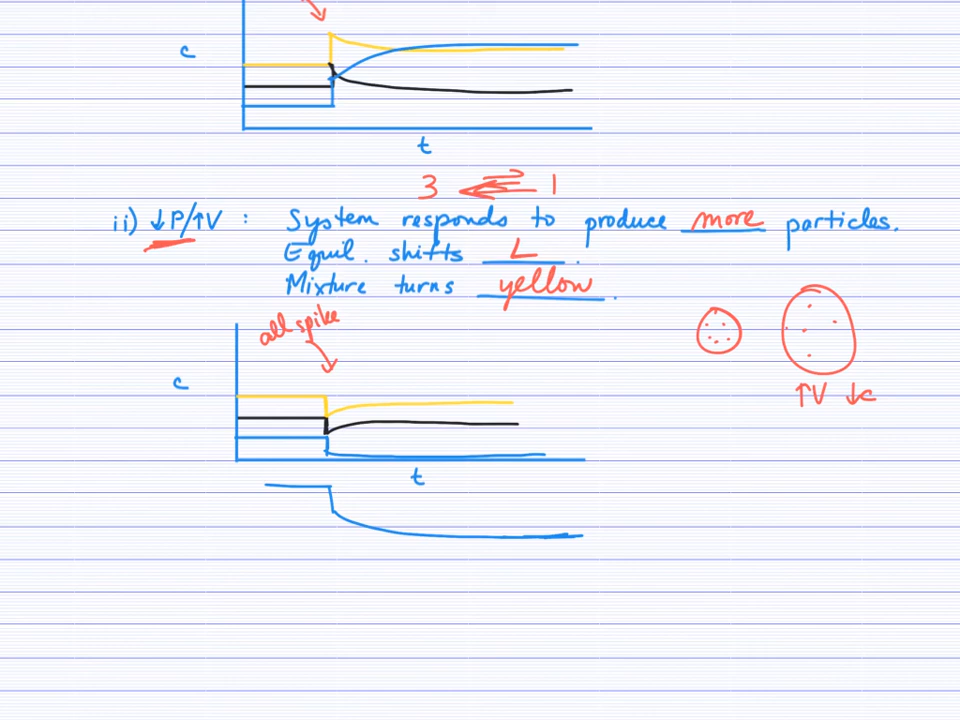 c
t
3 ⇌ 1
ii) ↓P/↑V : System responds to produce more particles.
Equil. shifts L.
Mixture turns yellow.
all spike
c
↑V ↓c
t